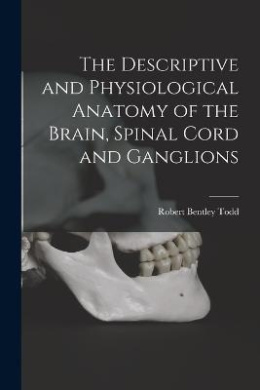 The Descriptive
and Physiological
Anatomy of the
Brain, Spinal Cord
and Ganglions
Robert Bentley Todd